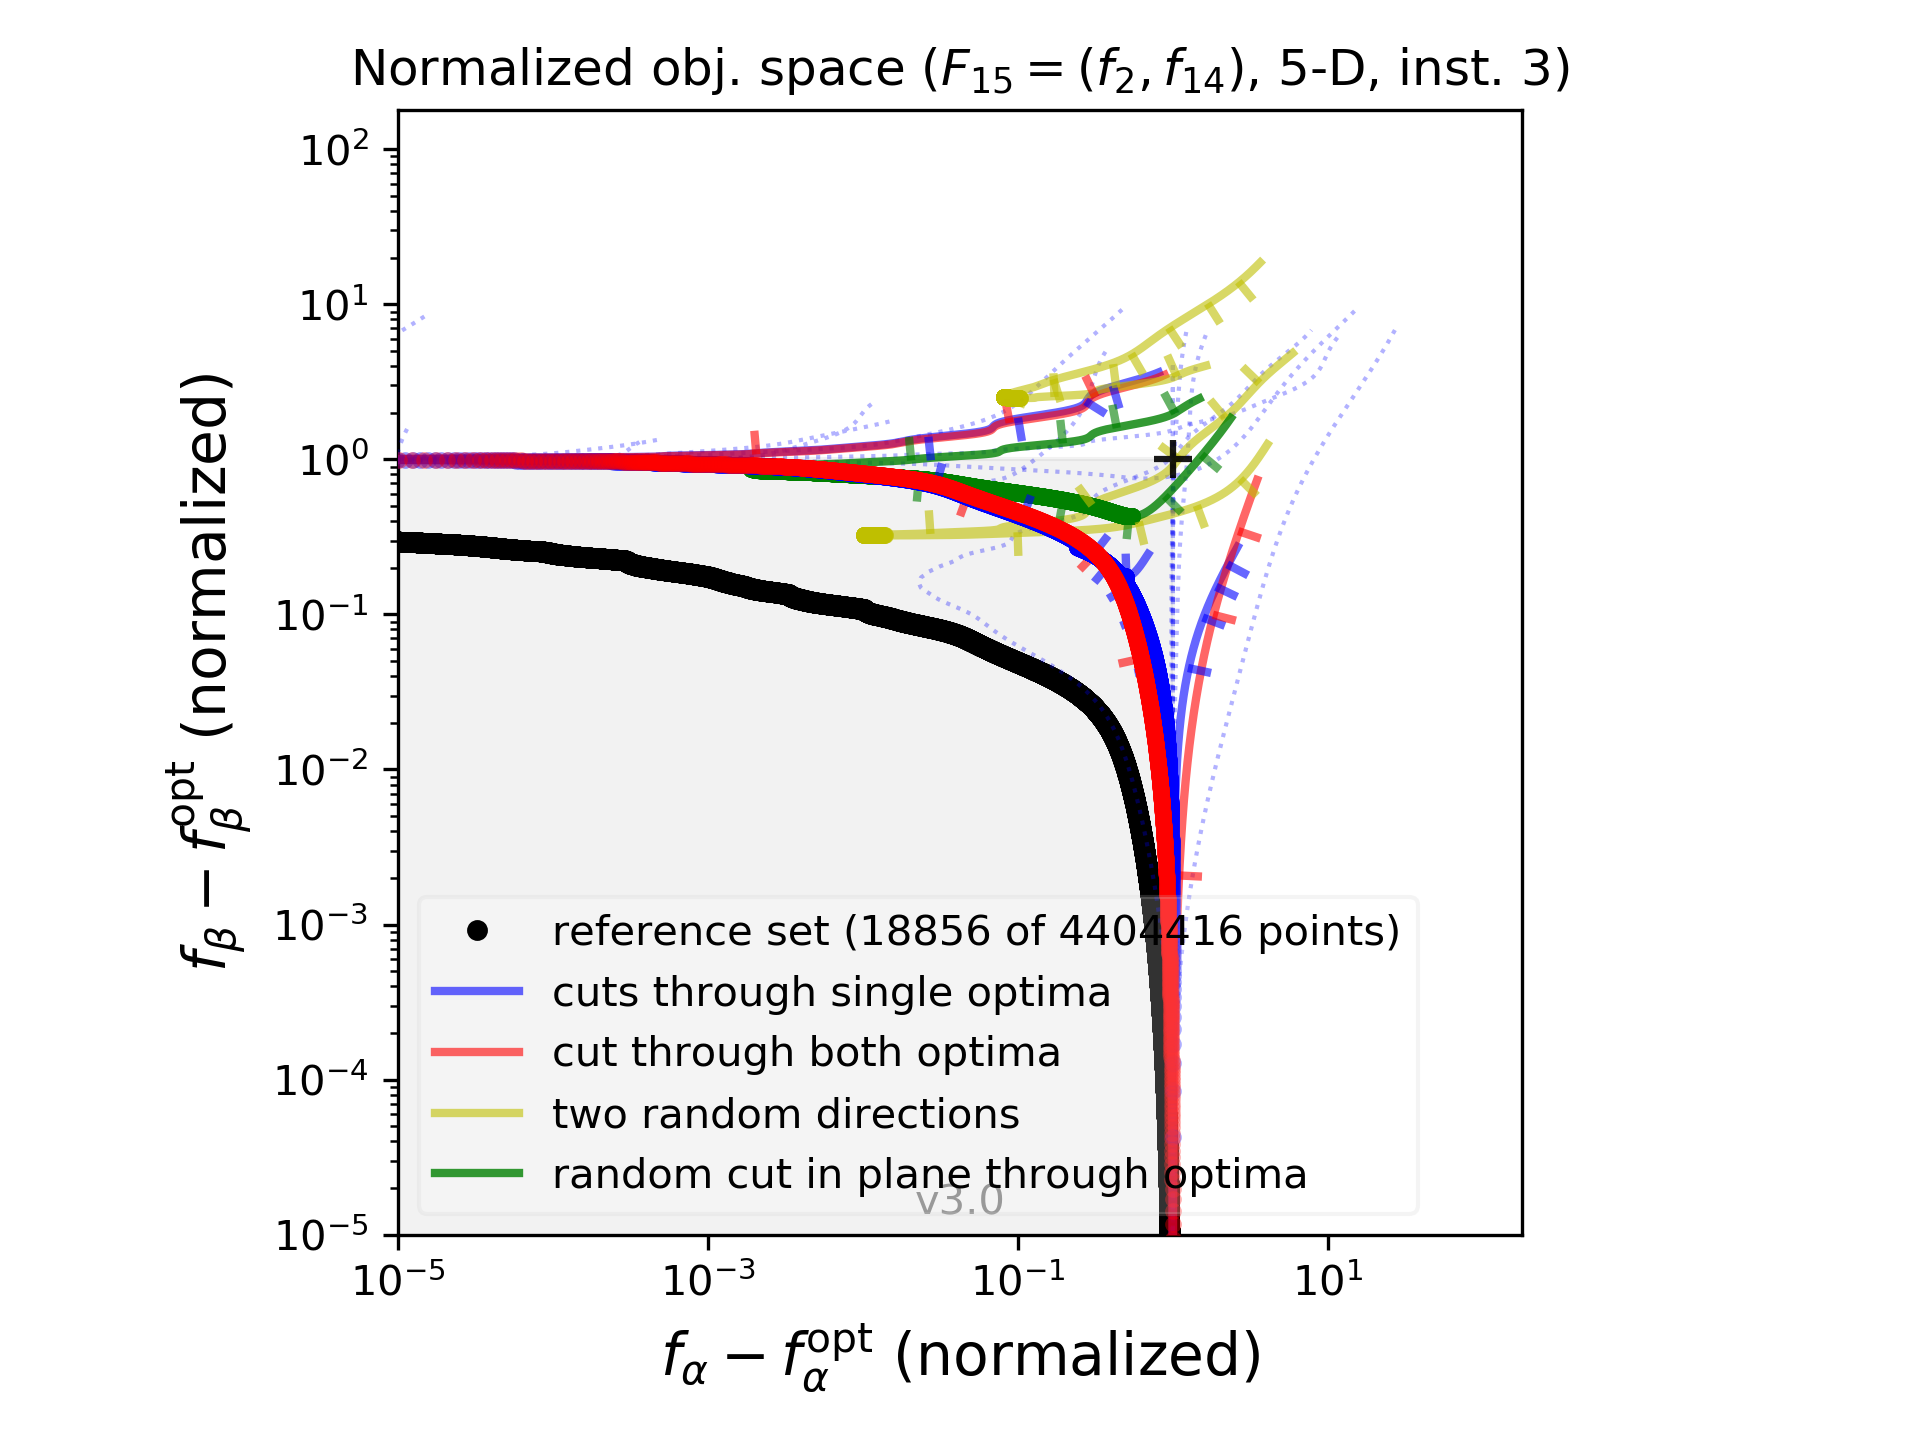 Normalized obj. space (F₁₅ = (f₂, f₁₄), 5-D, inst. 3)
f_β − f_β^opt (normalized)
10²
10¹
10⁰
10⁻¹
10⁻²
10⁻³
10⁻⁴
10⁻⁵
reference set (18856 of 4404416 points)
cuts through single optima
cut through both optima
two random directions
random cut in plane through optima
v3.0
10⁻⁵ 10⁻³ 10⁻¹ 10¹
f_α − f_α^opt (normalized)